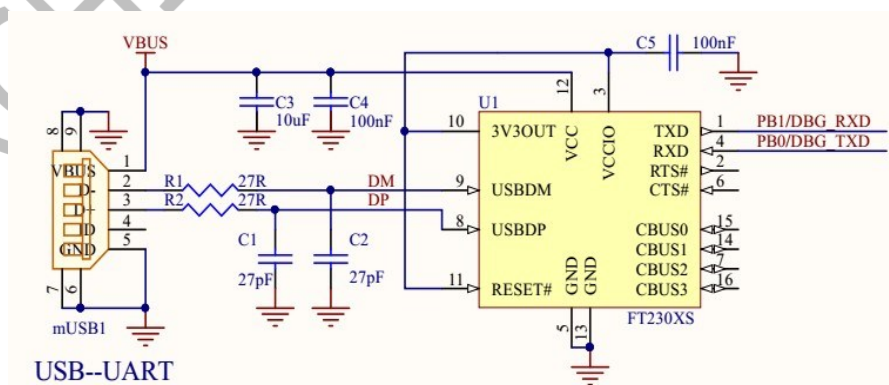 VBUS
C5 100nF
C3
10uF
C4
100nF
U1
12
3
10 3V3OUT
VCC
VCCIO
TXD 1 PB1/DBG_RXD
RXD 4 PB0/DBG_TXD
RTS# 2
CTS# 6
8
9
VBUS 1
D- 2 R1 27R DM 9 USBDM
D+ 3 R2 27R DP 8 USBDP
ID 4
GND 5
C1
27pF
C2
27pF
CBUS0 15
CBUS1 14
CBUS2 7
CBUS3 16
11 RESET#
GND
GND
5
13
7
6
mUSB1
FT230XS
USB--UART